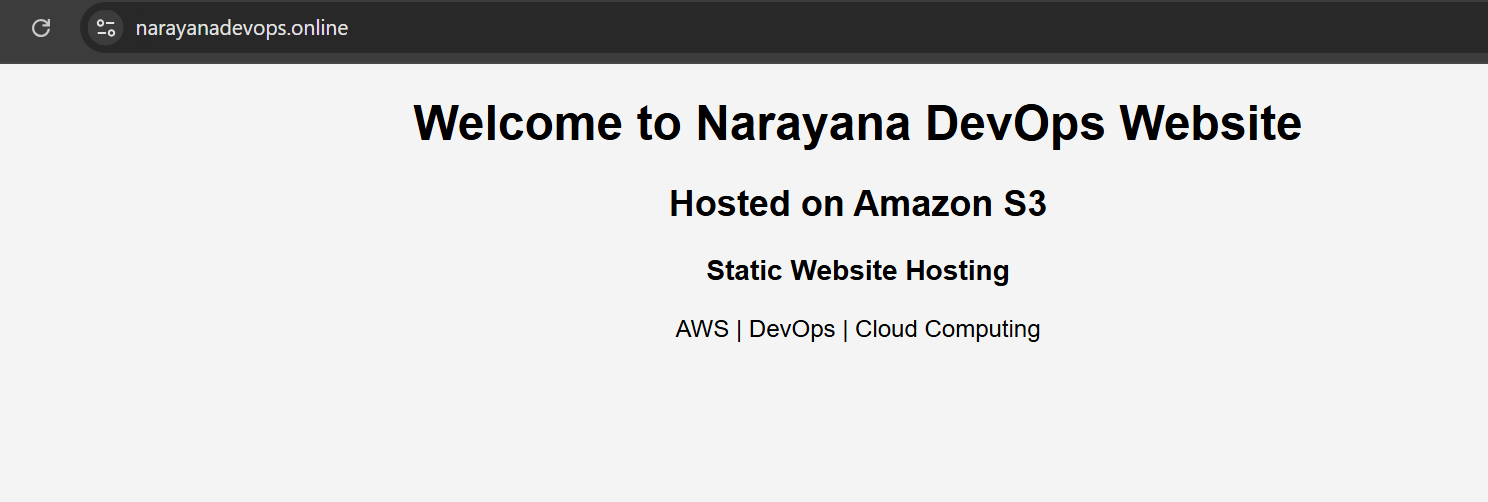 narayanadevops.online
Welcome to Narayana DevOps Website
Hosted on Amazon S3
Static Website Hosting
AWS | DevOps | Cloud Computing